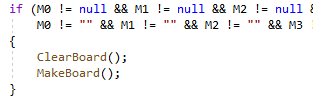 if (M0 != null && M1 != null && M2 != null &
M0 != "" && M1 != "" && M2 != "" && M3 !
{
ClearBoard();
MakeBoard();
}